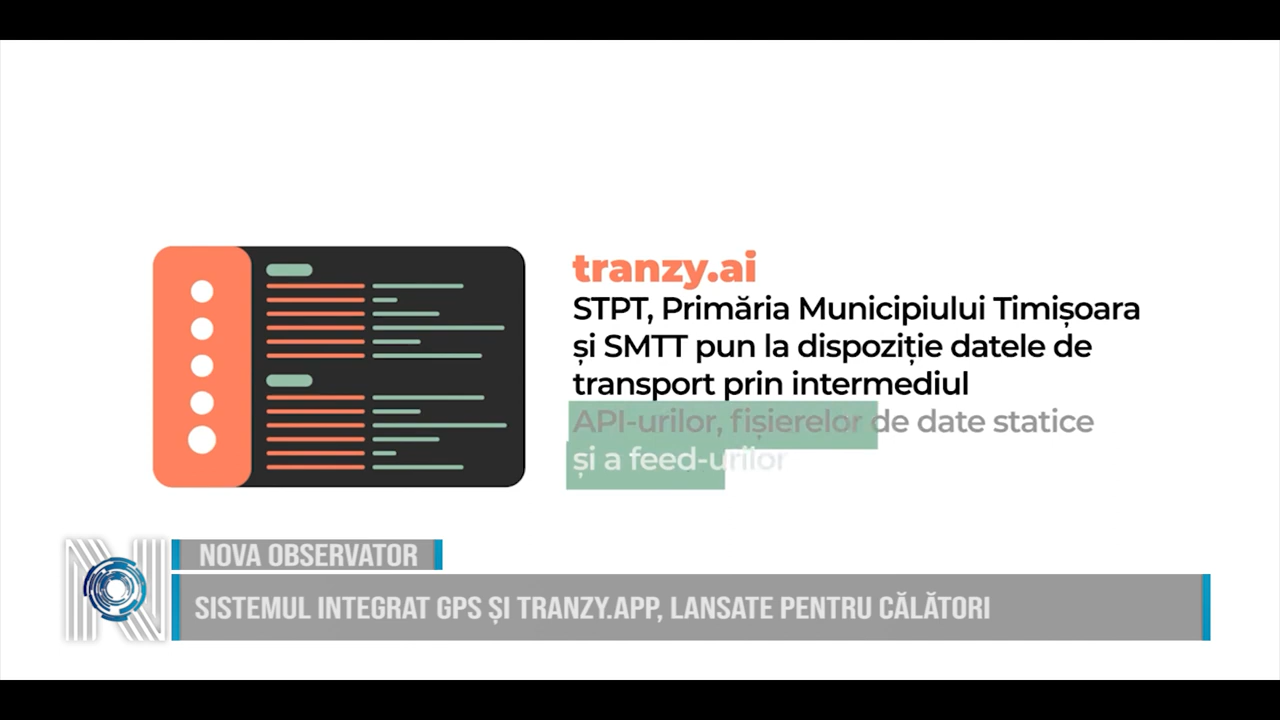 tranzy.ai
STPT, Primăria Municipiului Timișoara
și SMTT pun la dispoziție datele de
transport prin intermediul
API-urilor, fișierelor de date statice
și a feed-urilor
NOVA OBSERVATOR
SISTEMUL INTEGRAT GPS ȘI TRANZY.APP, LANSATE PENTRU CĂLĂTORI